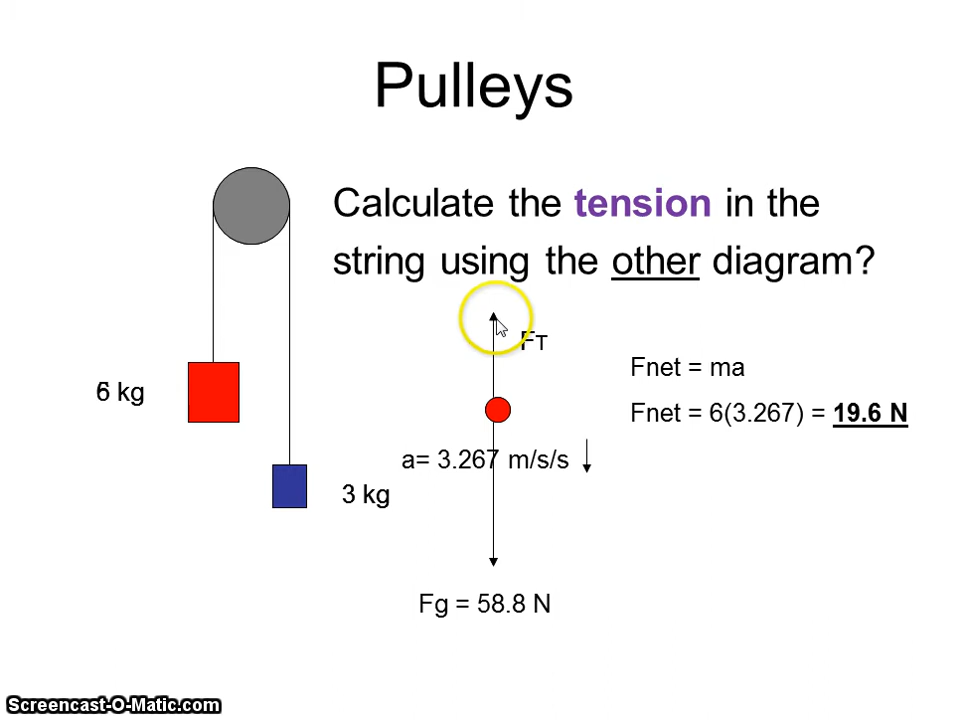 Pulleys
Calculate the tension in the
string using the other diagram?
FT
Fnet = ma
6 kg
Fnet = 6(3.267) = 19.6 N
a= 3.267 m/s/s
3 kg
Fg = 58.8 N
Screencast-O-Matic.com